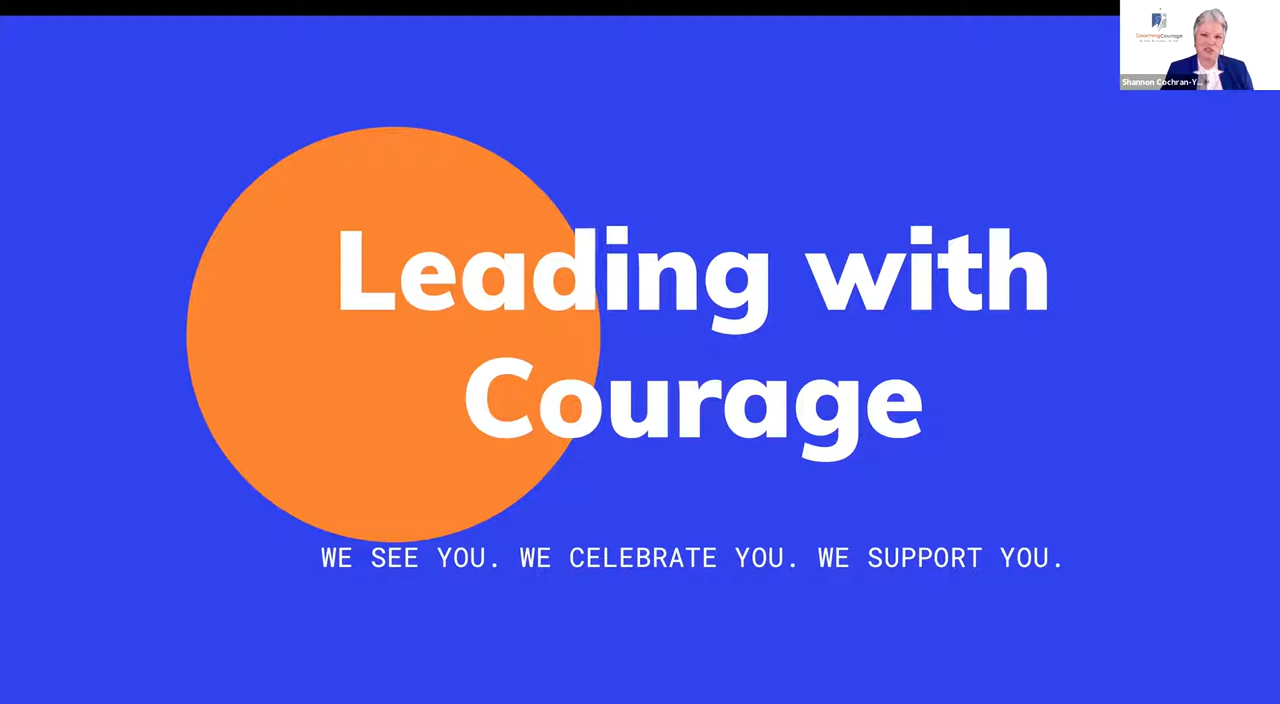 CoachingCourage
Shannon Cochran-Y...
Leading with
Courage
WE SEE YOU. WE CELEBRATE YOU. WE SUPPORT YOU.